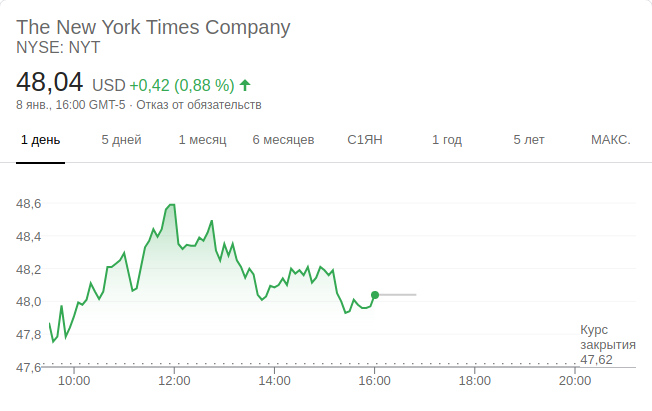 The New York Times Company
NYSE: NYT
48,04 USD +0,42 (0,88 %)
8 янв., 16:00 GMT-5 · Отказ от обязательств
1 день 5 дней 1 месяц 6 месяцев С1ЯН 1 год 5 лет МАКС.
48,6
48,4
48,2
48,0
47,8
47,6
Курс
закрытия
47,62
10:00 12:00 14:00 16:00 18:00 20:00